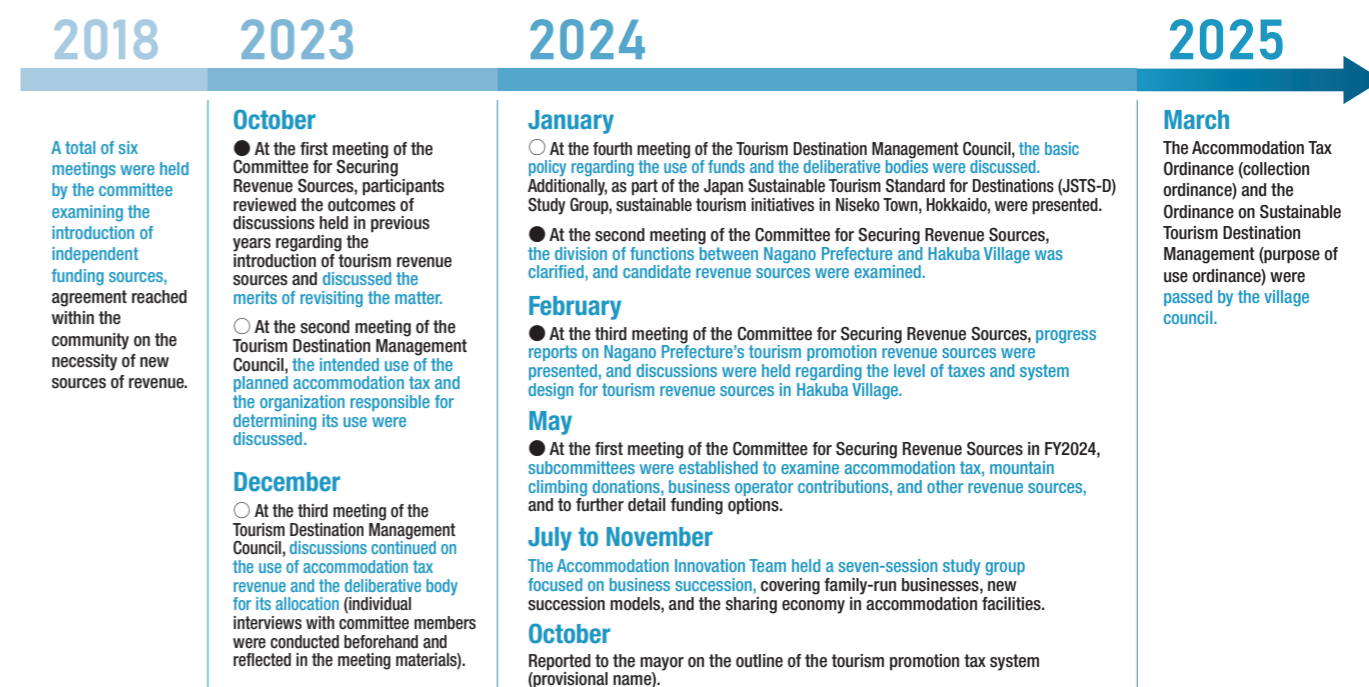 2018
2023
2024
2025
A total of six
meetings were held
by the committee
examining the
introduction of
independent
funding sources,
agreement reached
within the
community on the
necessity of new
sources of revenue.
October
● At the first meeting of the
Committee for Securing
Revenue Sources, participants
reviewed the outcomes of
discussions held in previous
years regarding the
introduction of tourism revenue
sources and discussed the
merits of revisiting the matter.
○ At the second meeting of the
Tourism Destination Management
Council, the intended use of the
planned accommodation tax and
the organization responsible for
determining its use were
discussed.
December
○ At the third meeting of the
Tourism Destination Management
Council, discussions continued on
the use of accommodation tax
revenue and the deliberative body
for its allocation (individual
interviews with committee members
were conducted beforehand and
reflected in the meeting materials).
January
○ At the fourth meeting of the Tourism Destination Management Council, the basic
policy regarding the use of funds and the deliberative bodies were discussed.
Additionally, as part of the Japan Sustainable Tourism Standard for Destinations (JSTS-D)
Study Group, sustainable tourism initiatives in Niseko Town, Hokkaido, were presented.
● At the second meeting of the Committee for Securing Revenue Sources,
the division of functions between Nagano Prefecture and Hakuba Village was
clarified, and candidate revenue sources were examined.
February
● At the third meeting of the Committee for Securing Revenue Sources, progress
reports on Nagano Prefecture's tourism promotion revenue sources were
presented, and discussions were held regarding the level of taxes and system
design for tourism revenue sources in Hakuba Village.
May
● At the first meeting of the Committee for Securing Revenue Sources in FY2024,
subcommittees were established to examine accommodation tax, mountain
climbing donations, business operator contributions, and other revenue sources,
and to further detail funding options.
July to November
The Accommodation Innovation Team held a seven-session study group
focused on business succession, covering family-run businesses, new
succession models, and the sharing economy in accommodation facilities.
October
Reported to the mayor on the outline of the tourism promotion tax system
(provisional name).
March
The Accommodation Tax
Ordinance (collection
ordinance) and the
Ordinance on Sustainable
Tourism Destination
Management (purpose of
use ordinance) were
passed by the village
council.